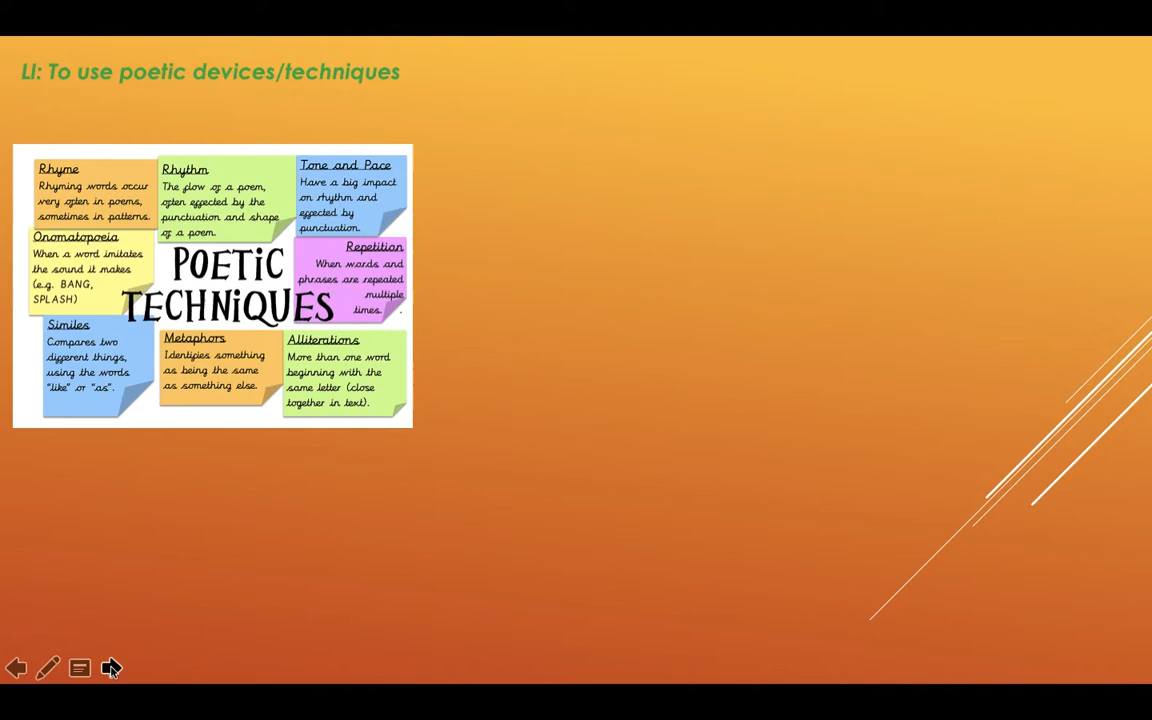 LI: To use poetic devices/techniques
Rhyme
Rhyming words occur
very often in poems,
sometimes in patterns.
Rhythm
The flow of a poem,
often effected by the
punctuation and shape
of a poem.
Tone and Pace
Have a big impact
on rhythm and
effected by
punctuation.
Onomatopoeia
When a word imitates
the sound it makes
(e.g. BANG,
SPLASH)
POETiC
TECHNiQUES
Repetition
When words and
phrases are repeated
multiple
times.
Similes
Compares two
different things,
using the words
"like" or "as".
Metaphors
Identifies something
as being the same
as something else.
Alliterations
More than one word
beginning with the
same letter (close
together in text).